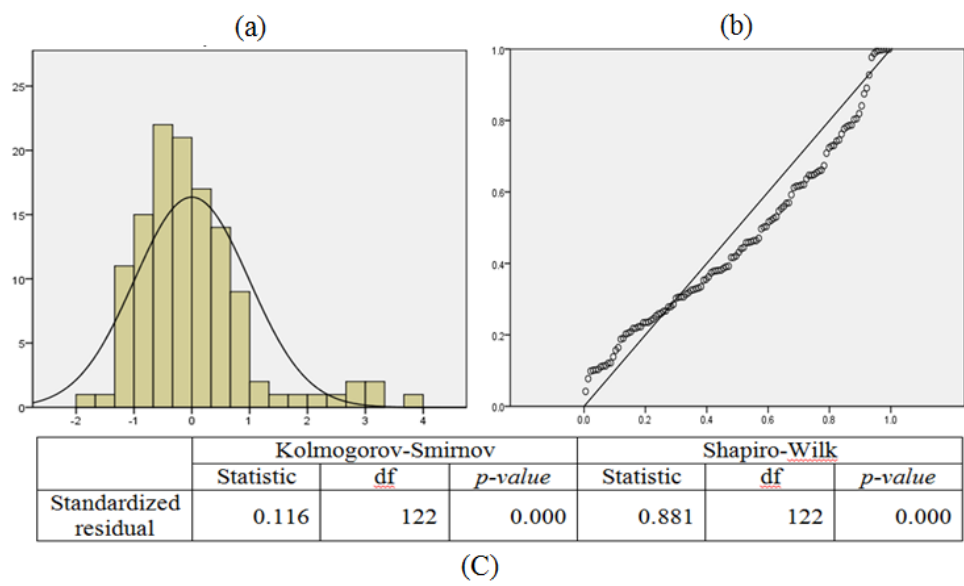 (a)
(b)
25
20
15
10
5
0
-2 -1 0 1 2 3 4
1.0
0.8
0.6
0.4
0.2
0.0
0.0 0.2 0.4 0.6 0.8 1.0
Kolmogorov-Smirnov Shapiro-Wilk
Statistic df p-value Statistic df p-value
Standardized
residual 0.116 122 0.000 0.881 122 0.000
(C)